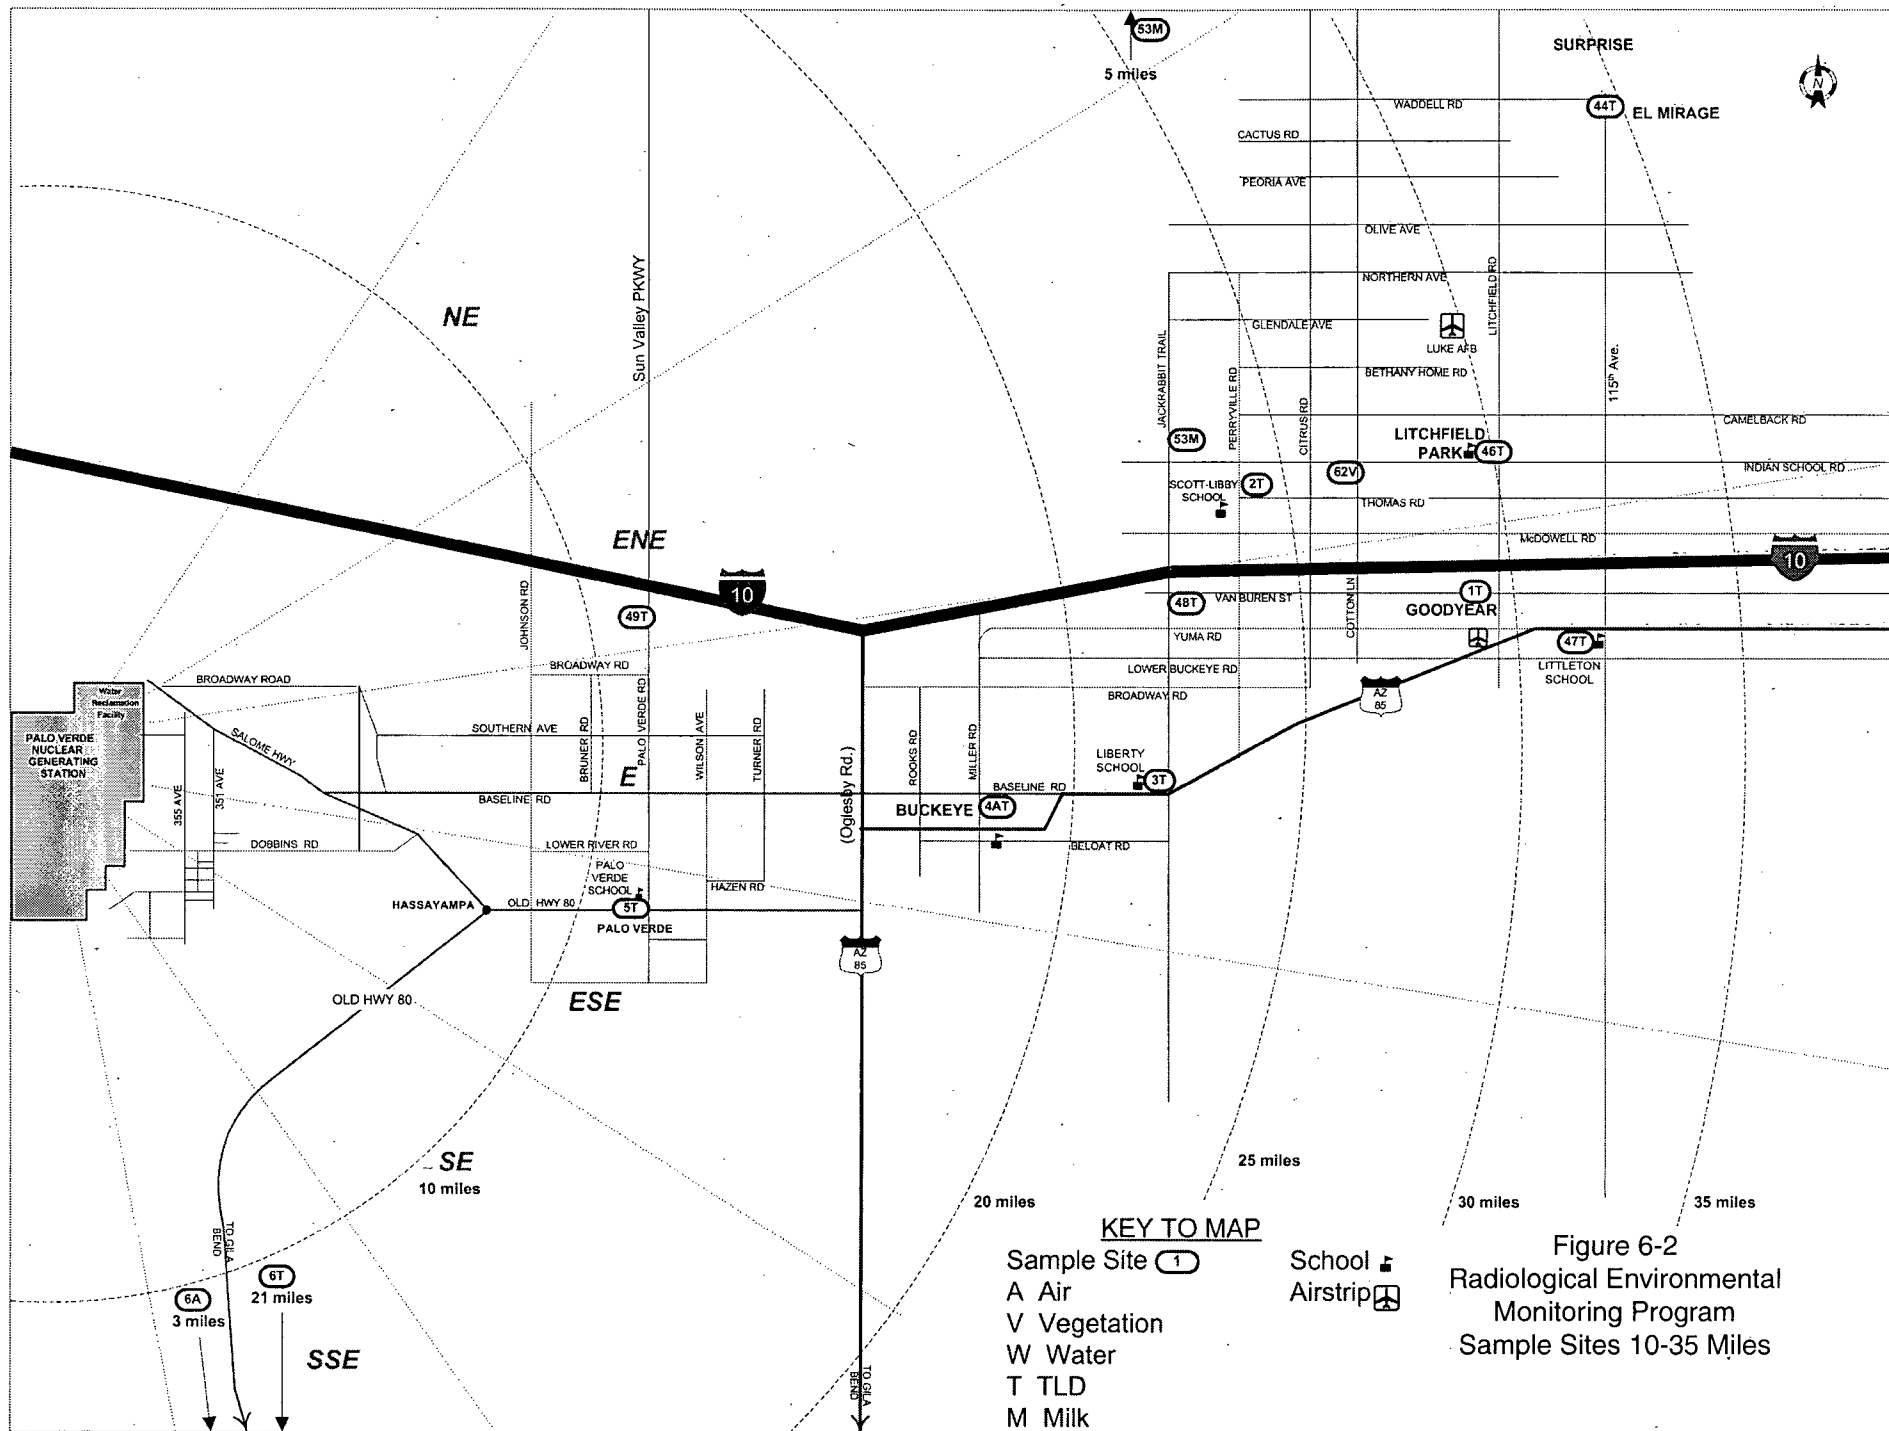 53M
5 miles
SURPRISE
N
WADDELL RD
44T
EL MIRAGE
CACTUS RD
PEORIA AVE
OLIVE AVE
NORTHERN AVE
LITCHFIELD RD
NE
Sun Valley PKWY
GLENDALE AVE
LUKE AFB
JACKRABBIT TRAIL
PERRYVILLE RD
BETHANY HOME RD
115th Ave.
CITRUS RD
CAMELBACK RD
53M
LITCHFIELD
PARK
46T
62V
INDIAN SCHOOL RD
SCOTT-LIBBY
SCHOOL
2T
THOMAS RD
ENE
McDOWELL RD
10
10
JOHNSON RD
49T
48T
VAN BUREN ST
COTTON LN
1T
GOODYEAR
YUMA RD
47T
LITTLETON
SCHOOL
BROADWAY RD
LOWER BUCKEYE RD
BROADWAY ROAD
BROADWAY RD
AZ
85
Water
Reclamation
Facility
PALO VERDE
NUCLEAR
GENERATING
STATION
SALOME HWY
SOUTHERN AVE
BRUNER RD
PALO VERDE RD
WILSON AVE
TURNER RD
(Oglesby Rd.)
ROOKS RD
MILLER RD
LIBERTY
SCHOOL
3T
E
355 AVE
351 AVE
BASELINE RD
BASELINE RD
BUCKEYE
4AT
DOBBINS RD
LOWER RIVER RD
BELOAT RD
PALO
VERDE
SCHOOL
HAZEN RD
HASSAYAMPA
OLD HWY 80
5T
PALO VERDE
AZ
85
OLD HWY 80
ESE
SE
10 miles
25 miles
20 miles
30 miles
35 miles
TO GILA
BEND
6T
21 miles
6A
3 miles
SSE
TO GILA
BEND
KEY TO MAP
Sample Site 1
School
A Air
Airstrip
V Vegetation
W Water
T TLD
M Milk
Figure 6-2
Radiological Environmental
Monitoring Program
Sample Sites 10-35 Miles